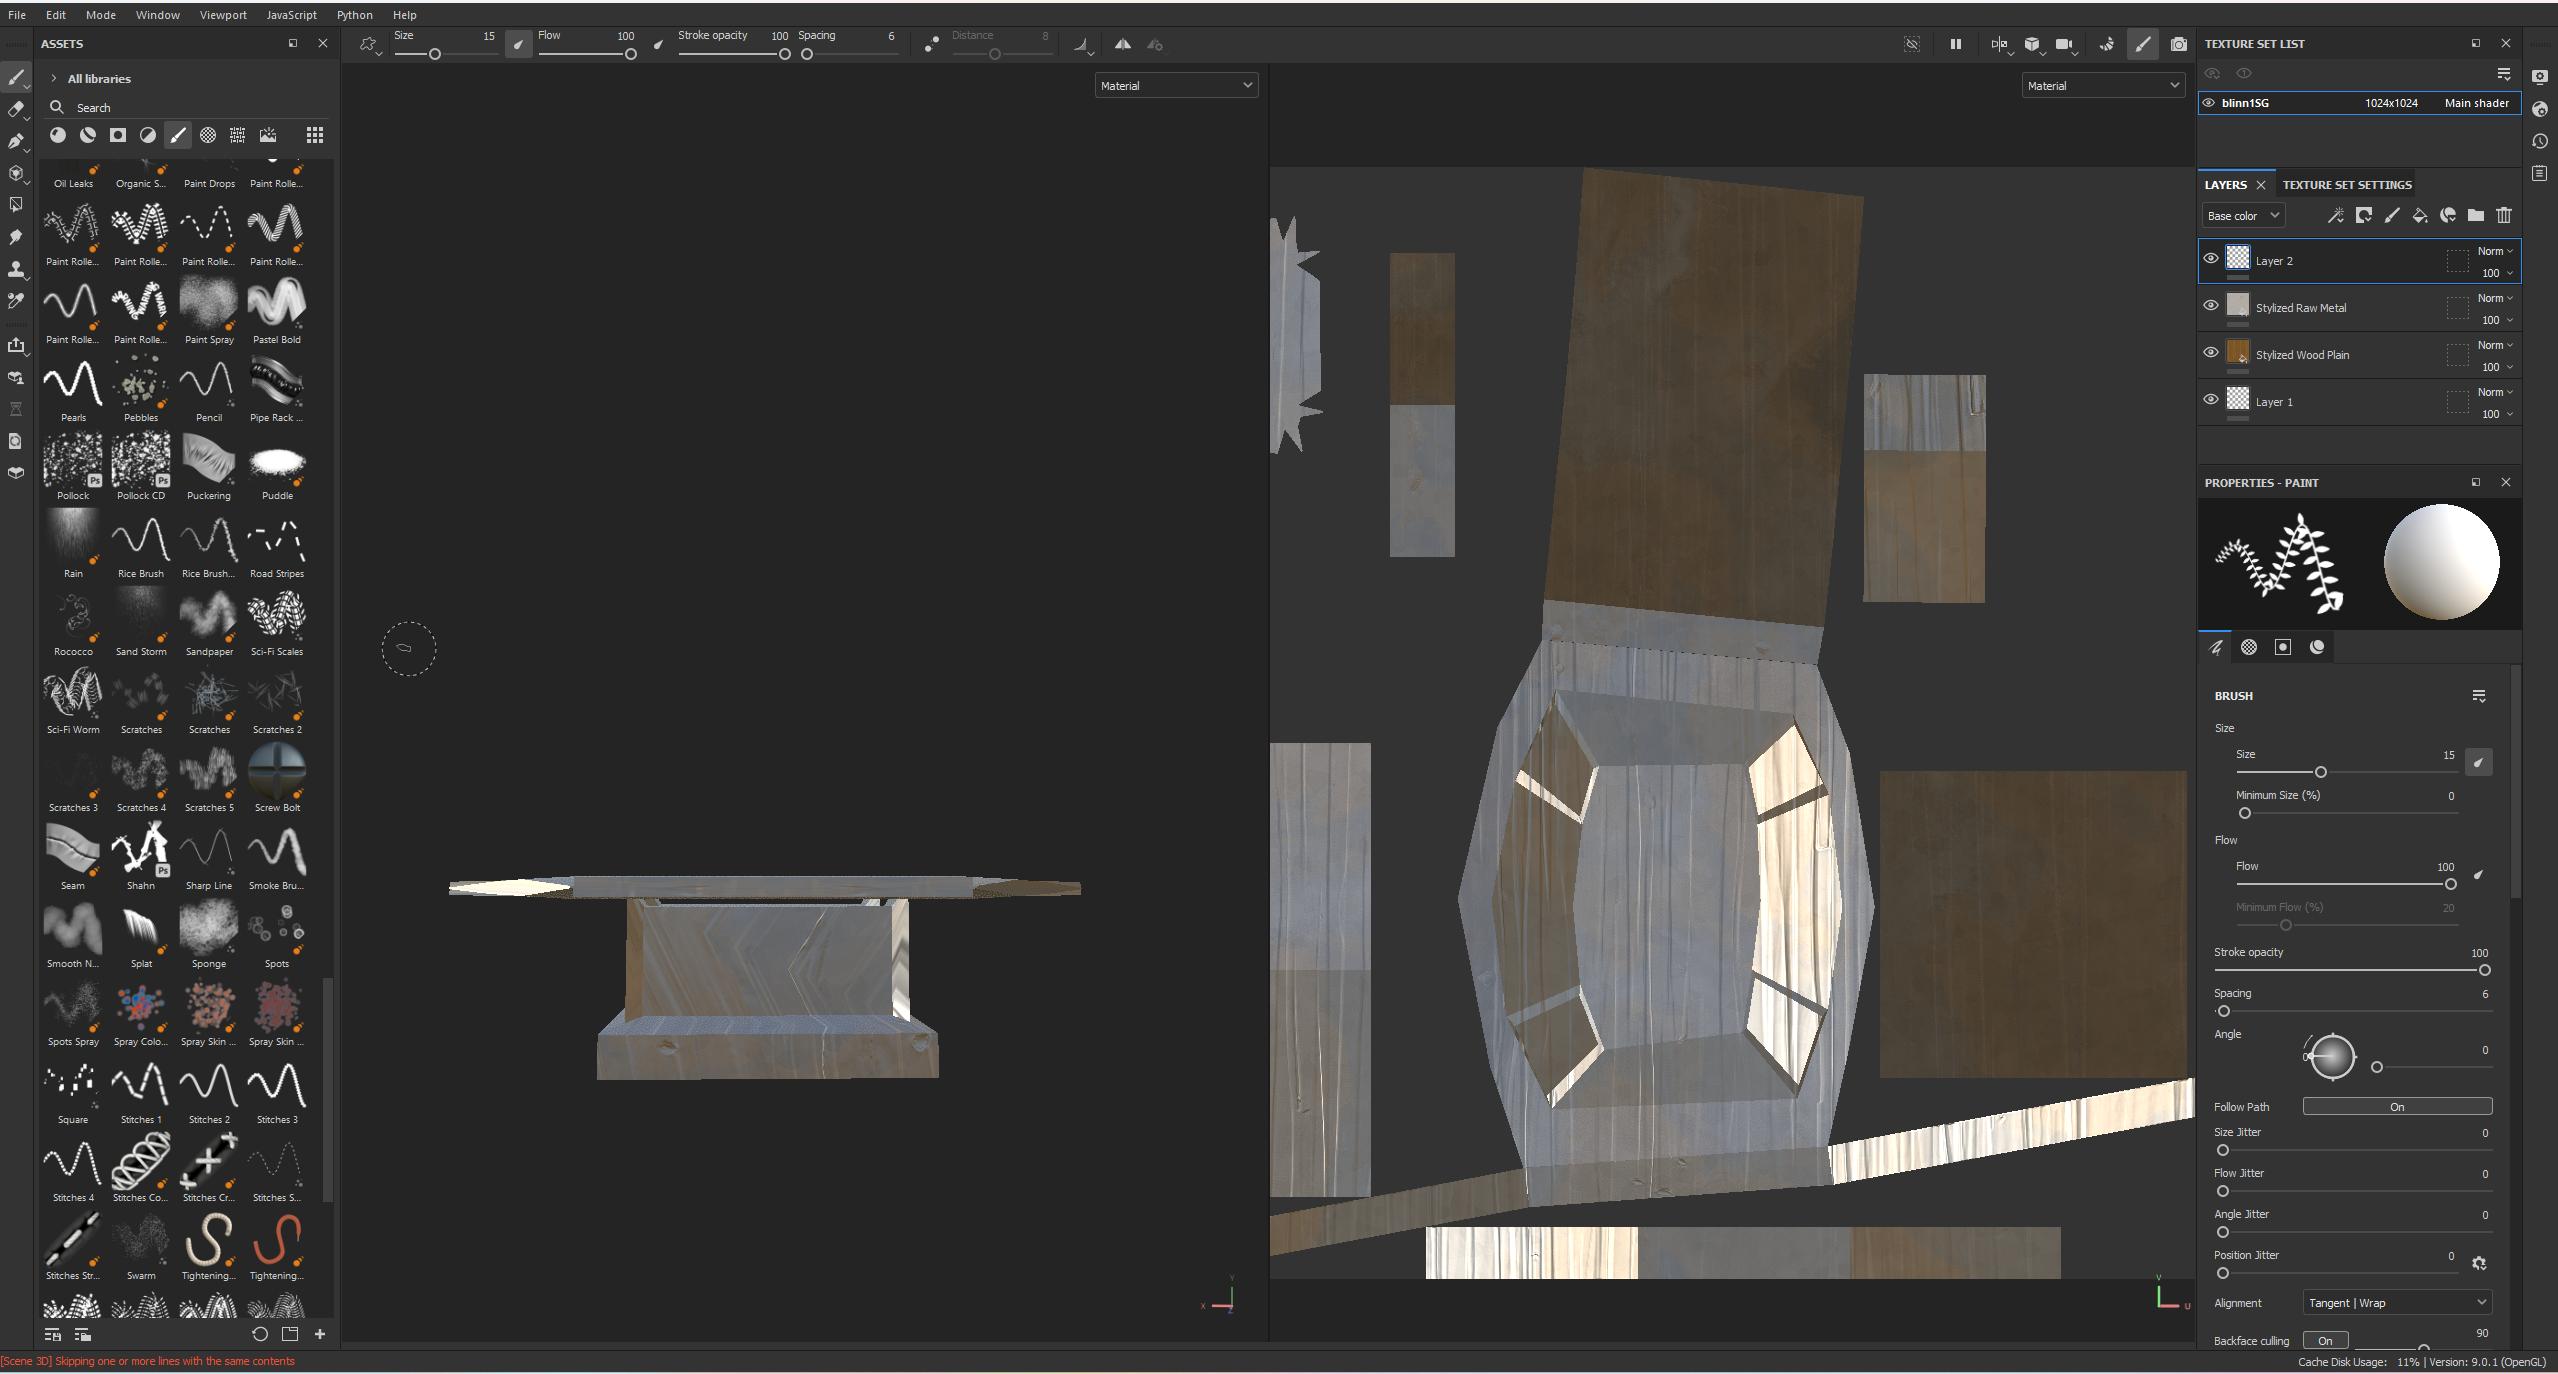 File Edit Mode Window Viewport JavaScript Python Help
ASSETS
All libraries
Search
Oil Leaks Organic S... Paint Drops Paint Rolle...
Paint Rolle... Paint Rolle... Paint Rolle... Paint Rolle...
Paint Rolle... Paint Rolle... Paint Spray Pastel Bold
Pearls Pebbles Pencil Pipe Rack ...
Ps Ps
Pollock Pollock CD Puckering Puddle
Rain Rice Brush Rice Brush... Road Stripes
Rococco Sand Storm Sandpaper Sci-Fi Scales
Sci-Fi Worm Scratches Scratches Scratches 2
Scratches 3 Scratches 4 Scratches 5 Screw Bolt
Ps
Seam Shahn Sharp Line Smoke Bru...
Smooth N... Splat Sponge Spots
Spots Spray Spray Colo... Spray Skin ... Spray Skin ...
Square Stitches 1 Stitches 2 Stitches 3
Stitches 4 Stitches Co... Stitches Cr... Stitches S...
Stitches Str... Swarm Tightening... Tightening...
Size 15 Flow 100 Stroke opacity 100 Spacing 6 Distance 8
Material
Y
X
Z
Material
V
U
TEXTURE SET LIST
blinn1SG 1024x1024 Main shader
LAYERS TEXTURE SET SETTINGS
Base color
Layer 2 Norm
100
Stylized Raw Metal Norm
100
Stylized Wood Plain Norm
100
Layer 1 Norm
100
PROPERTIES - PAINT
BRUSH
Size
Size 15
Minimum Size (%) 0
Flow
Flow 100
Minimum Flow (%) 20
Stroke opacity 100
Spacing 6
Angle
0 0
Follow Path On
Size Jitter 0
Flow Jitter 0
Angle Jitter 0
Position Jitter 0
Alignment Tangent | Wrap
Backface culling On 90
[Scene 3D] Skipping one or more lines with the same contents
Cache Disk Usage: 11% | Version: 9.0.1 (OpenGL)